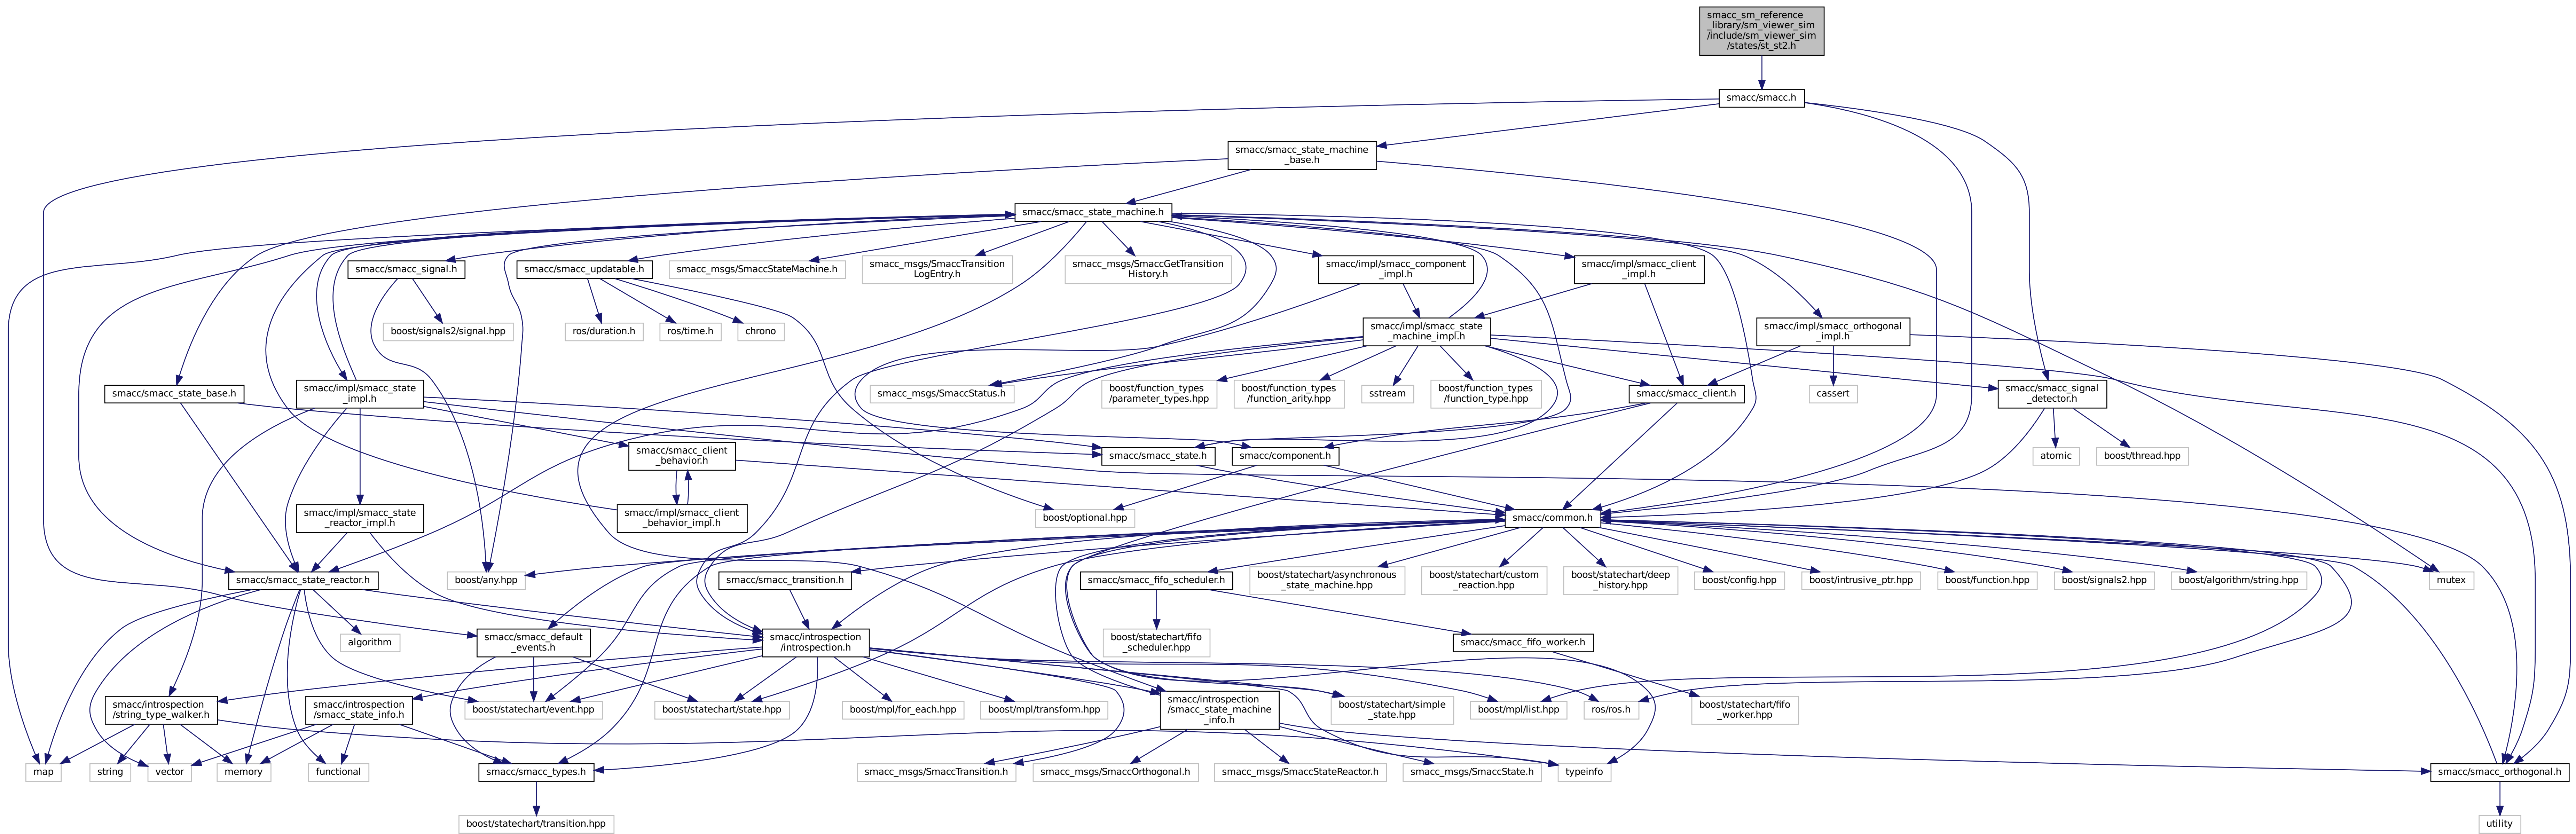 smacc_sm_reference
_library/sm_viewer_sim
/include/sm_viewer_sim
/states/st_st2.h
smacc/smacc.h
smacc/smacc_state_machine
_base.h
smacc/smacc_state_machine.h
smacc/smacc_signal.h
smacc/smacc_updatable.h
smacc_msgs/SmaccStateMachine.h
smacc_msgs/SmaccTransition
LogEntry.h
smacc_msgs/SmaccGetTransition
History.h
smacc/impl/smacc_component
_impl.h
smacc/impl/smacc_client
_impl.h
boost/signals2/signal.hpp
ros/duration.h
ros/time.h
chrono
smacc/impl/smacc_state
_machine_impl.h
smacc/impl/smacc_orthogonal
_impl.h
smacc/smacc_state_base.h
smacc/impl/smacc_state
_impl.h
smacc_msgs/SmaccStatus.h
boost/function_types
/parameter_types.hpp
boost/function_types
/function_arity.hpp
sstream
boost/function_types
/function_type.hpp
smacc/smacc_client.h
cassert
smacc/smacc_signal
_detector.h
smacc/smacc_client
_behavior.h
smacc/smacc_state.h
smacc/component.h
atomic
boost/thread.hpp
smacc/impl/smacc_state
_reactor_impl.h
smacc/impl/smacc_client
_behavior_impl.h
boost/optional.hpp
smacc/common.h
smacc/smacc_state_reactor.h
boost/any.hpp
smacc/smacc_transition.h
smacc/smacc_fifo_scheduler.h
boost/statechart/asynchronous
_state_machine.hpp
boost/statechart/custom
_reaction.hpp
boost/statechart/deep
_history.hpp
boost/config.hpp
boost/intrusive_ptr.hpp
boost/function.hpp
boost/signals2.hpp
boost/algorithm/string.hpp
mutex
algorithm
smacc/smacc_default
_events.h
smacc/introspection
/introspection.h
boost/statechart/fifo
_scheduler.hpp
smacc/smacc_fifo_worker.h
smacc/introspection
/string_type_walker.h
smacc/introspection
/smacc_state_info.h
boost/statechart/event.hpp
boost/statechart/state.hpp
boost/mpl/for_each.hpp
boost/mpl/transform.hpp
smacc/introspection
/smacc_state_machine
_info.h
boost/statechart/simple
_state.hpp
boost/mpl/list.hpp
ros/ros.h
boost/statechart/fifo
_worker.hpp
map
string
vector
memory
functional
smacc/smacc_types.h
smacc_msgs/SmaccTransition.h
smacc_msgs/SmaccOrthogonal.h
smacc_msgs/SmaccStateReactor.h
smacc_msgs/SmaccState.h
typeinfo
smacc/smacc_orthogonal.h
boost/statechart/transition.hpp
utility